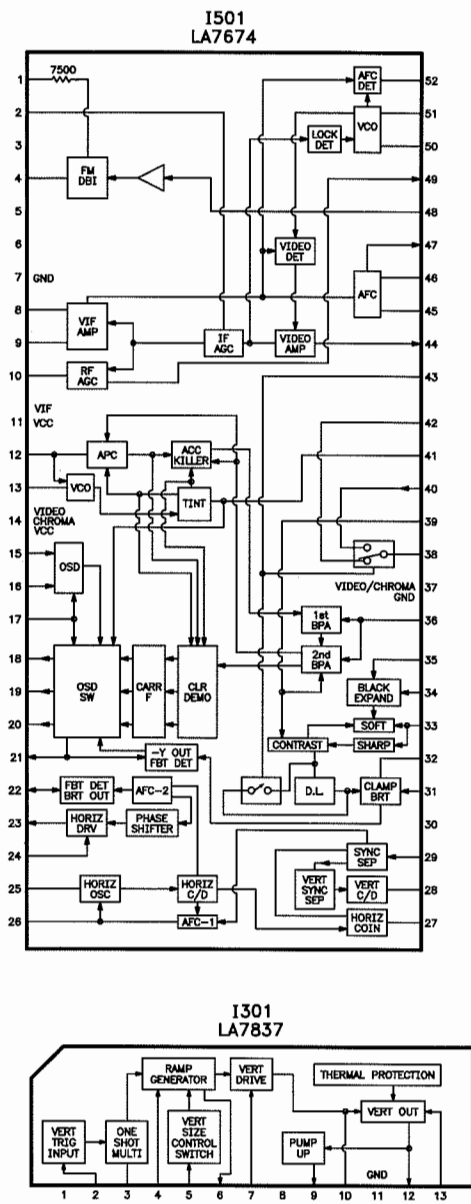 I501
LA7674
1
7500
AFC
DET
52
2
VCO
51
3
LOCK
DET
50
4
FM
DBI
49
5
48
6
VIDEO
DET
47
7
GND
46
8
VIF
AMP
AFC
45
9
IF
AGC
VIDEO
AMP
44
10
RF
AGC
43
11
VIF
VCC
42
12
APC
ACC
KILLER
41
13
VCO
TINT
40
VIDEO
CHROMA
VCC
14
39
15
OSD
38
16
VIDEO/CHROMA
GND
37
17
1st
BPA
36
18
OSD
SW
CARR
F
CLR
DEMO
2nd
BPA
35
19
BLACK
EXPAND
34
20
SOFT
33
21
-Y OUT
FBT DET
CONTRAST
SHARP
32
22
FBT DET
BRT OUT
AFC-2
D.L.
CLAMP
BRT
31
23
HORIZ
DRV
PHASE
SHIFTER
30
24
SYNC
SEP
29
25
HORIZ
OSC
HORIZ
C/D
VERT
SYNC
SEP
VERT
C/D
28
26
AFC-1
HORIZ
COIN
27
I301
LA7837
RAMP
GENERATOR
VERT
DRIVE
THERMAL PROTECTION
VERT
TRIG
INPUT
ONE
SHOT
MULTI
VERT
SIZE
CONTROL
SWITCH
PUMP
UP
VERT OUT
GND
1 2 3 4 5 6 7 8 9 10 11 12 13